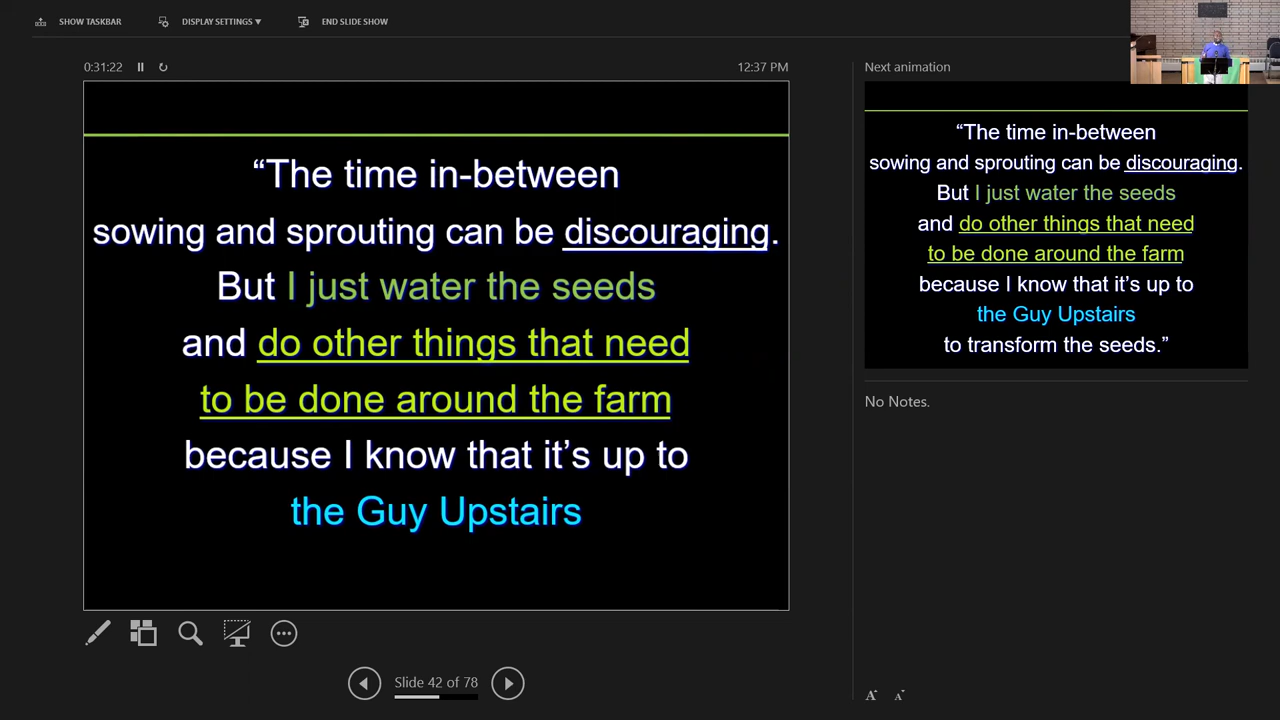 SHOW TASKBAR
DISPLAY SETTINGS ▾
END SLIDE SHOW
0:31:22
12:37 PM
“The time in-between
sowing and sprouting can be discouraging.
But I just water the seeds
and do other things that need
to be done around the farm
because I know that it’s up to
the Guy Upstairs
Slide 42 of 78
Next animation
“The time in-between
sowing and sprouting can be discouraging.
But I just water the seeds
and do other things that need
to be done around the farm
because I know that it’s up to
the Guy Upstairs
to transform the seeds.”
No Notes.
A A